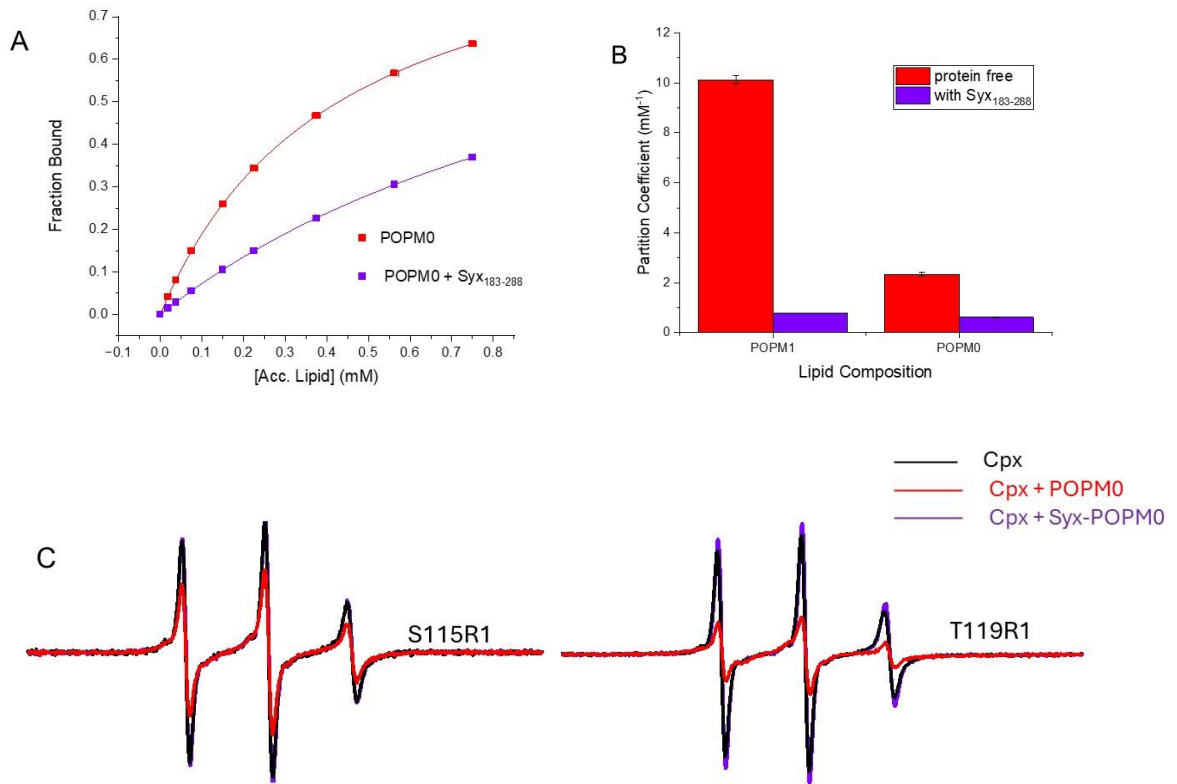 A
0.7
0.6
0.5
0.4
0.3
0.2
0.1
0.0
Fraction Bound
POPM0
POPM0 + Syx183-288
−0.1 0.0 0.1 0.2 0.3 0.4 0.5 0.6 0.7 0.8
[Acc. Lipid] (mM)
B
12
10
8
6
4
2
0
Partition Coefficient (mM-1)
protein free
with Syx183-288
POPM1 POPM0
Lipid Composition
C
Cpx
Cpx + POPM0
Cpx + Syx-POPM0
S115R1
T119R1